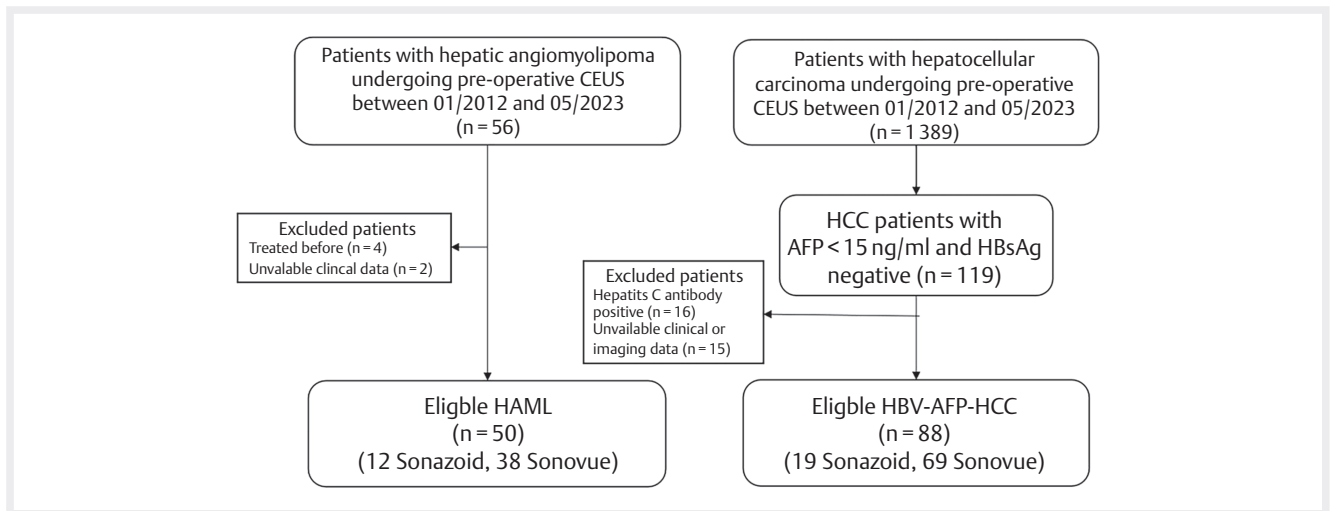 Patients with hepatic angiomyolipoma
undergoing pre-operative CEUS
between 01/2012 and 05/2023
(n = 56)
Excluded patients
Treated before (n = 4)
Unvalable clincal data (n = 2)
Eligble HAML
(n = 50)
(12 Sonazoid, 38 Sonovue)
Patients with hepatocellular
carcinoma undergoing pre-operative
CEUS between 01/2012 and 05/2023
(n = 1 389)
HCC patients with
AFP < 15 ng/ml and HBsAg
negative (n = 119)
Excluded patients
Hepatits C antibody
positive (n = 16)
Unvailable clinical or
imaging data (n = 15)
Eligble HBV-AFP-HCC
(n = 88)
(19 Sonazoid, 69 Sonovue)